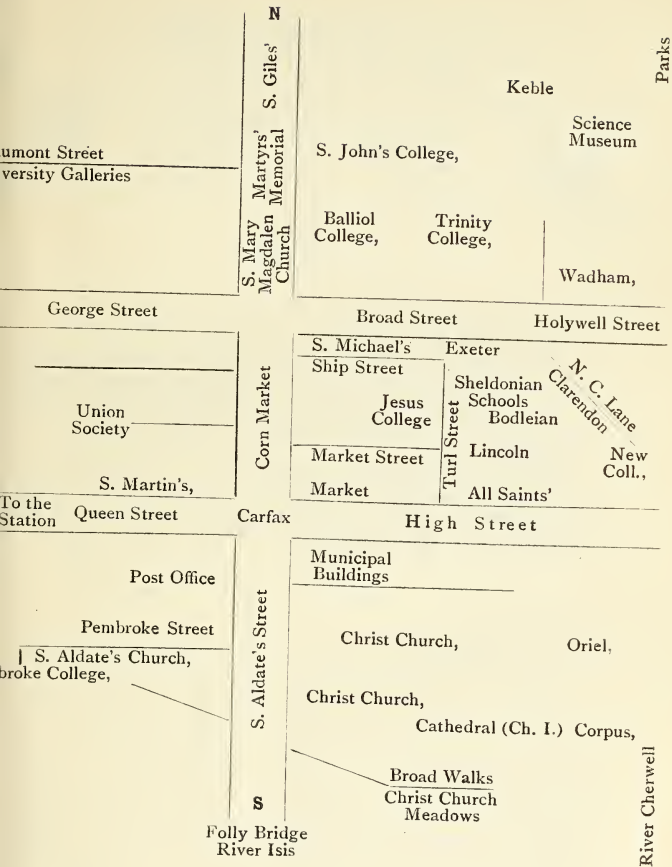 N
S. Giles'
Parks
Keble
Science
Museum
Martyrs'
Memorial
S. John's College,
umont Street
versity Galleries
S. Mary
Magdalen
Church
Balliol
College,
Trinity
College,
Wadham,
George Street
Broad Street
Holywell Street
S. Michael's
Exeter
Ship Street
N. C. Lane
Clarendon
Corn Market
Sheldonian
Schools
Bodleian
Jesus
College
Turl Street
Union
Society
Market Street
Lincoln
New
Coll.,
S. Martin's,
Market
All Saints'
To the
Station
Queen Street
Carfax
High Street
Municipal
Buildings
Post Office
S. Aldate's Street
Pembroke Street
Christ Church,
Oriel,
S. Aldate's Church,
broke College,
Christ Church,
Cathedral (Ch. I.) Corpus,
Broad Walks
Christ Church
Meadows
River Cherwell
S
Folly Bridge
River Isis